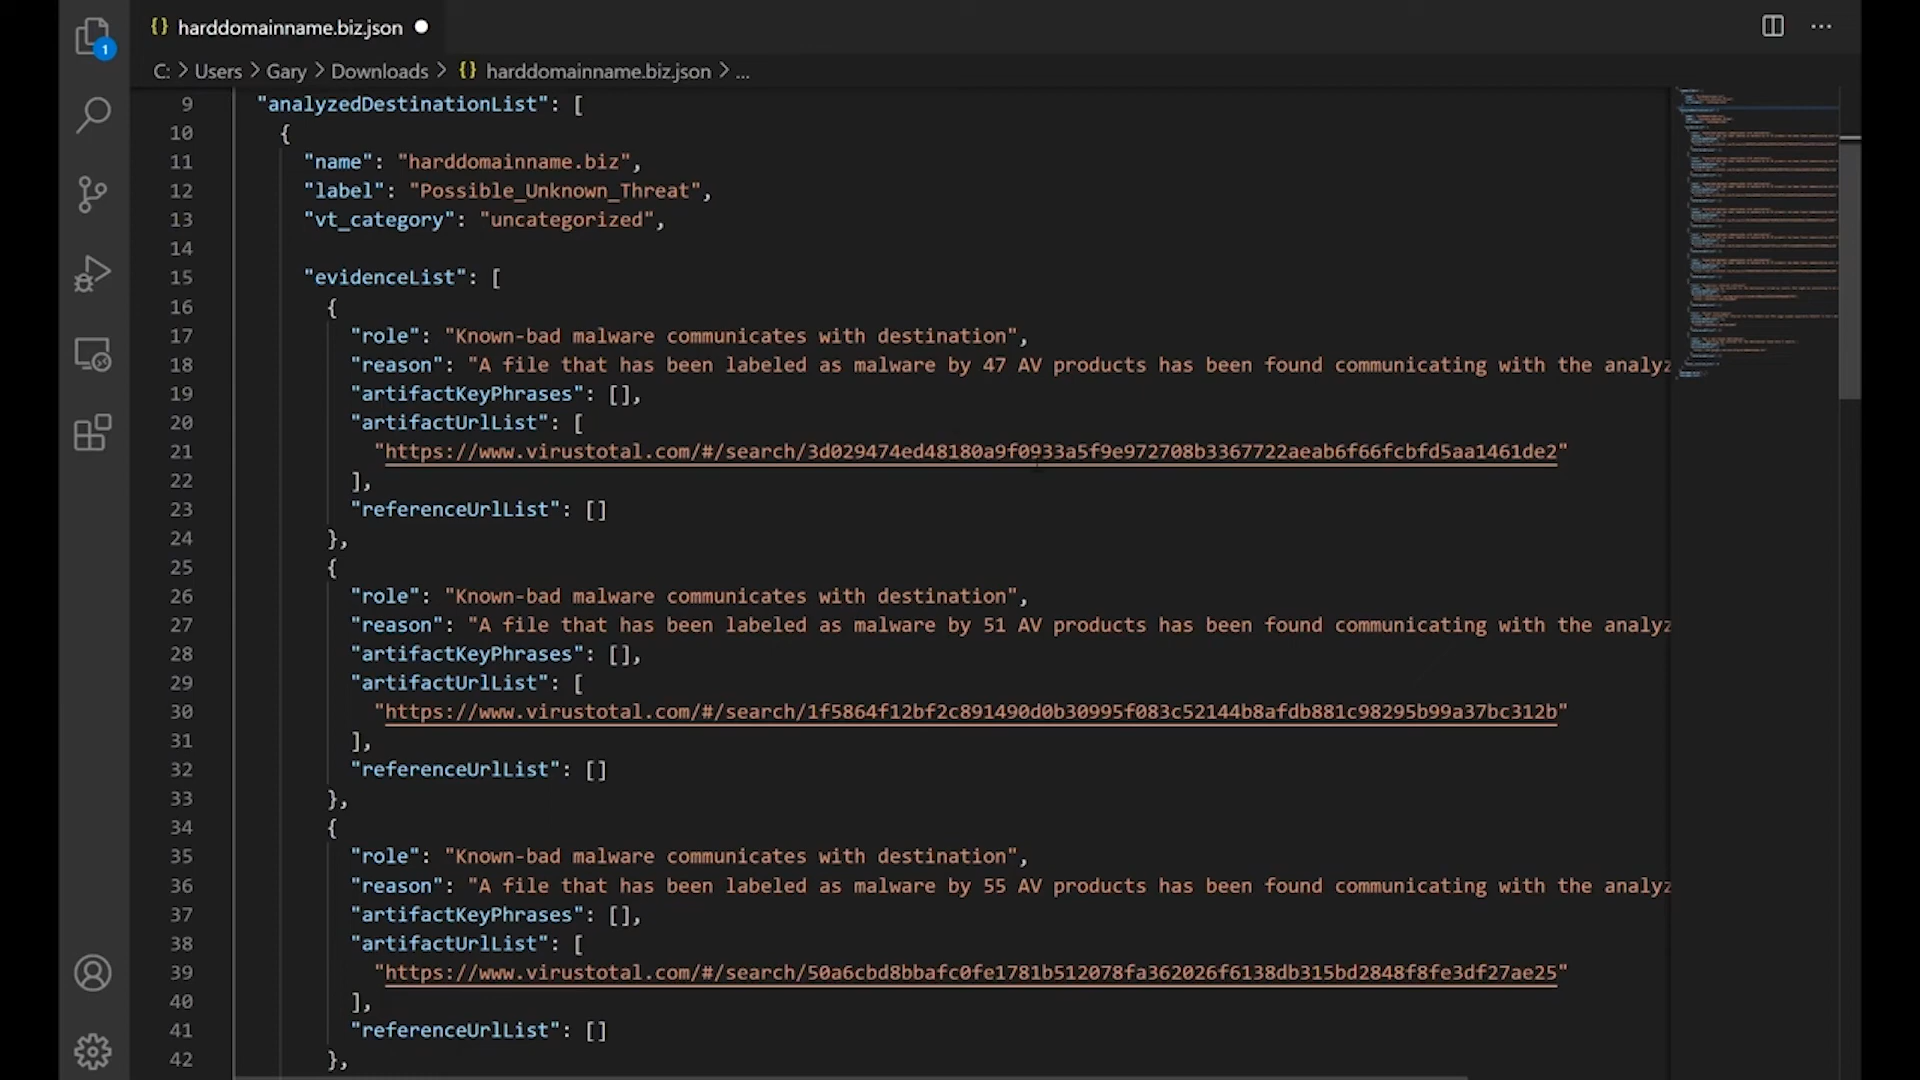 {} harddomainname.biz.json ●
1
C: > Users > Gary > Downloads > {} harddomainname.biz.json > ...
9 "analyzedDestinationList": [
10 {
11 "name": "harddomainname.biz",
12 "label": "Possible_Unknown_Threat",
13 "vt_category": "uncategorized",
14
15 "evidenceList": [
16 {
17 "role": "Known-bad malware communicates with destination",
18 "reason": "A file that has been labeled as malware by 47 AV products has been found communicating with the analyz
19 "artifactKeyPhrases": [],
20 "artifactUrlList": [
21 "https://www.virustotal.com/#/search/3d029474ed48180a9f0933a5f9e972708b3367722aeab6f66fcbfd5aa1461de2"
22 ],
23 "referenceUrlList": []
24 },
25 {
26 "role": "Known-bad malware communicates with destination",
27 "reason": "A file that has been labeled as malware by 51 AV products has been found communicating with the analyz
28 "artifactKeyPhrases": [],
29 "artifactUrlList": [
30 "https://www.virustotal.com/#/search/1f5864f12bf2c891490d0b30995f083c52144b8afdb881c98295b99a37bc312b"
31 ],
32 "referenceUrlList": []
33 },
34 {
35 "role": "Known-bad malware communicates with destination",
36 "reason": "A file that has been labeled as malware by 55 AV products has been found communicating with the analyz
37 "artifactKeyPhrases": [],
38 "artifactUrlList": [
39 "https://www.virustotal.com/#/search/50a6cbd8bbafc0fe1781b512078fa362026f6138db315bd2848f8fe3df27ae25"
40 ],
41 "referenceUrlList": []
42 },